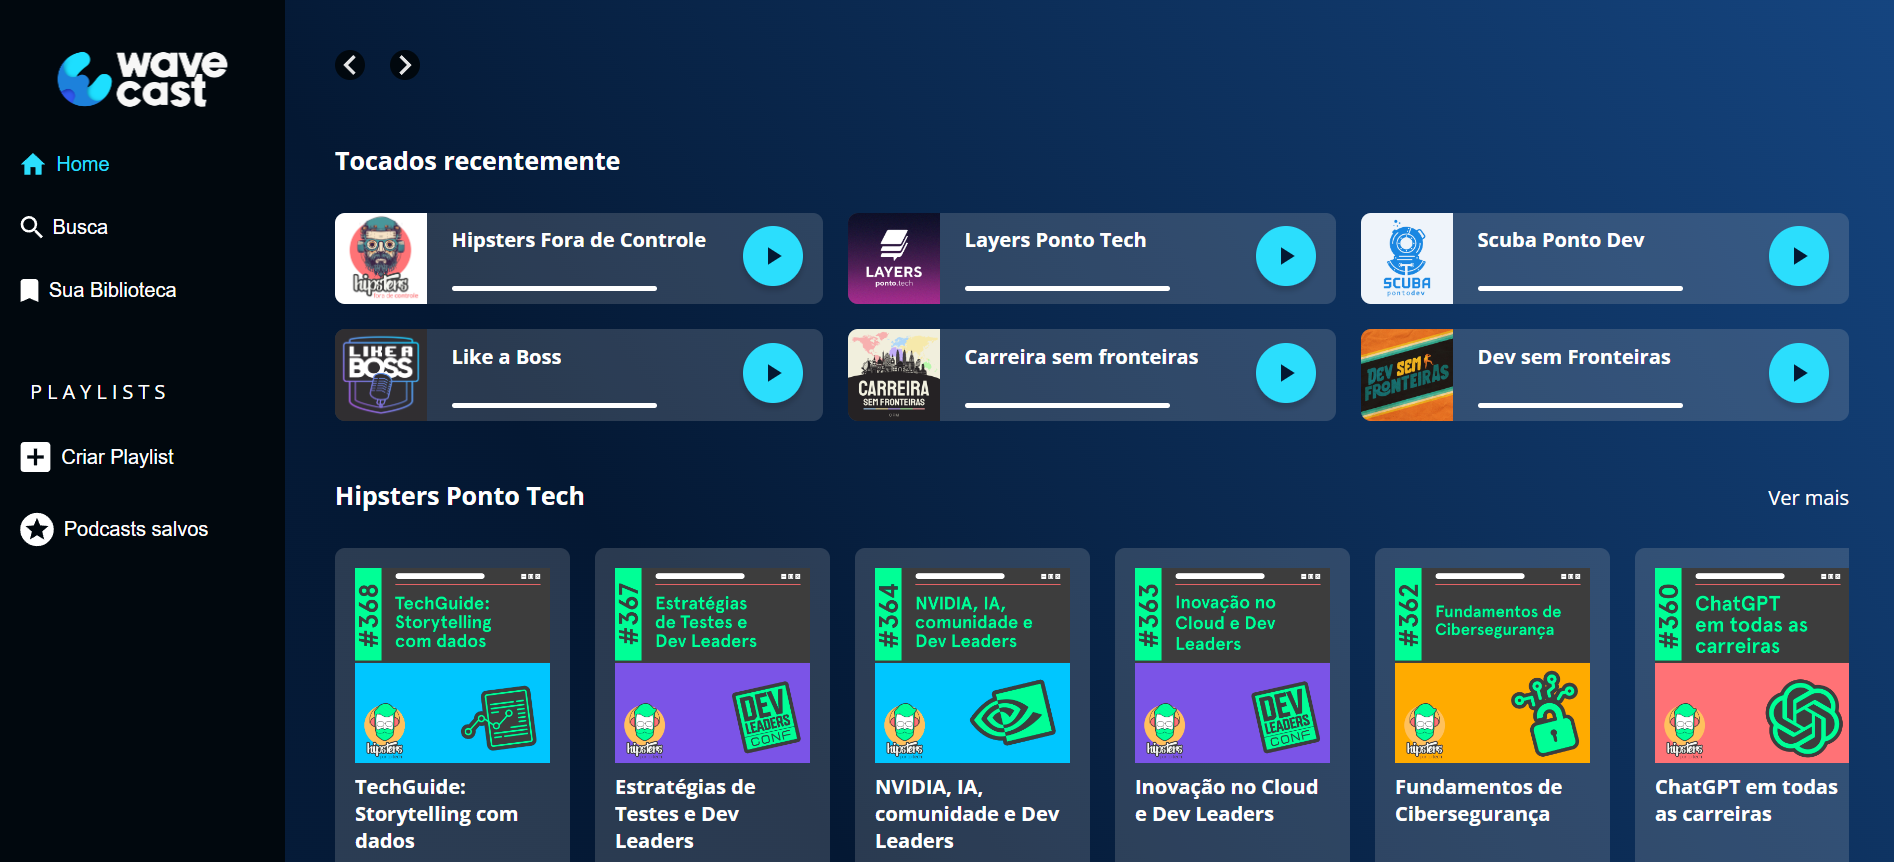 wave
cast
Home
Busca
Sua Biblioteca
PLAYLISTS
Criar Playlist
Podcasts salvos
Tocados recentemente
hipsters
fora de controle
Hipsters Fora de Controle
LAYERS
ponto.tech
Layers Ponto Tech
SCUBA
pontodev
Scuba Ponto Dev
LIKE A
BOSS
Like a Boss
CARREIRA
SEM FRONTEIRAS
Carreira sem fronteiras
DEV SEM
FRONTEIRAS
Dev sem Fronteiras
Hipsters Ponto Tech
Ver mais
#368
TechGuide:
Storytelling
com dados
hipsters
TechGuide:
Storytelling com
dados
#367
Estratégias
de Testes e
Dev Leaders
hipsters
DEV
LEADERS
CONF
Estratégias de
Testes e Dev
Leaders
#364
NVIDIA, IA,
comunidade e
Dev Leaders
hipsters
NVIDIA, IA,
comunidade e Dev
Leaders
#363
Inovação no
Cloud e Dev
Leaders
hipsters
DEV
LEADERS
CONF
Inovação no Cloud
e Dev Leaders
#362
Fundamentos de
Cibersegurança
hipsters
Fundamentos de
Cibersegurança
#360
ChatGPT
em todas as
carreiras
hipsters
ChatGPT em todas
as carreiras